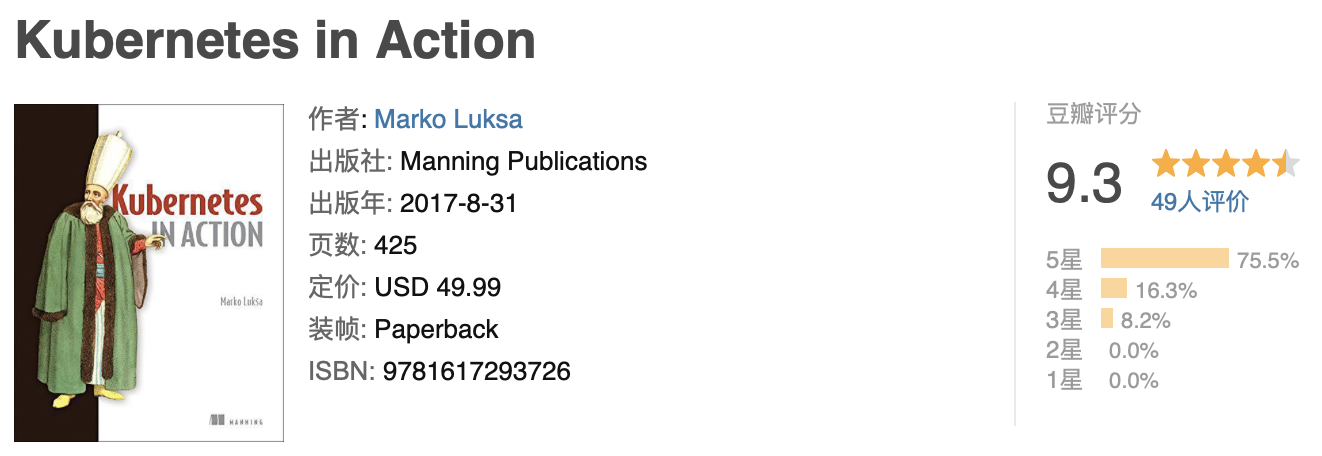 Kubernetes in Action
Kubernetes
IN ACTION
Marko Lukša
MANNING
作者: Marko Luksa
出版社: Manning Publications
出版年: 2017-8-31
页数: 425
定价: USD 49.99
装帧: Paperback
ISBN: 9781617293726
豆瓣评分
9.3
49人评价
5星 75.5%
4星 16.3%
3星 8.2%
2星 0.0%
1星 0.0%